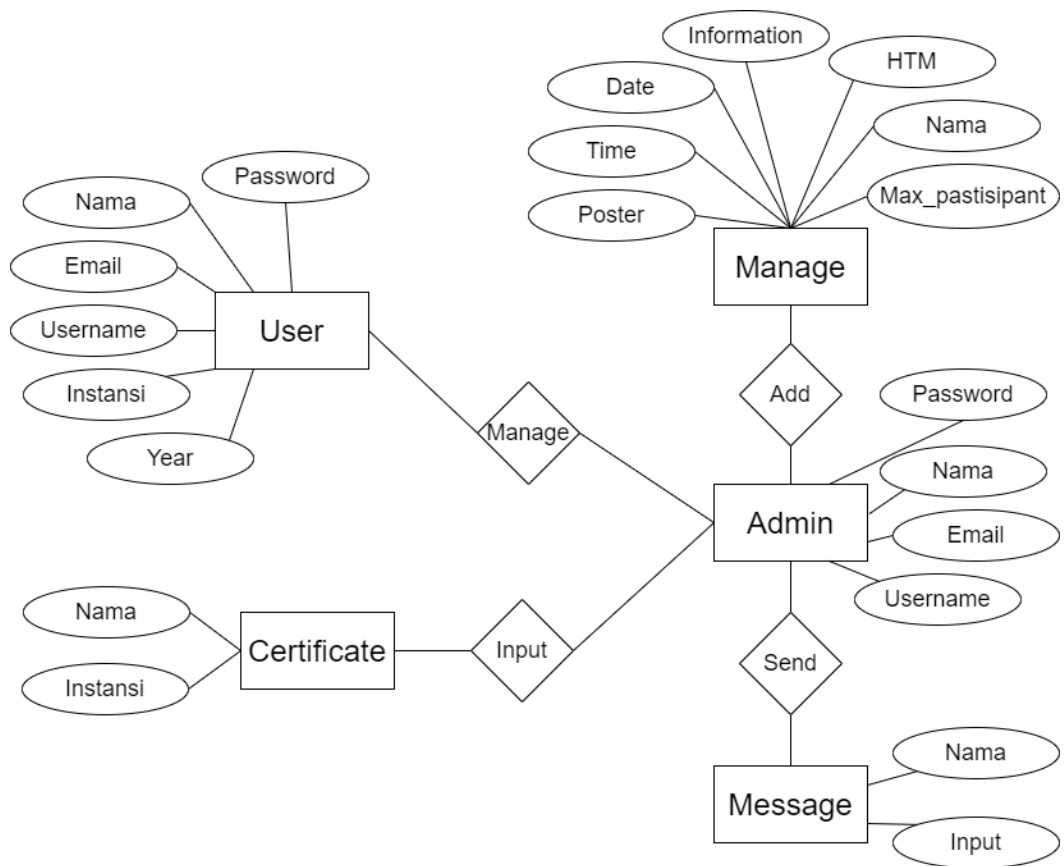 Information
HTM
Date
Nama
Time
Max_pastisipant
Poster
Manage
Password
Nama
Email
Username
Instansi
Year
User
Manage
Add
Password
Nama
Email
Username
Admin
Nama
Instansi
Certificate
Input
Send
Nama
Input
Message